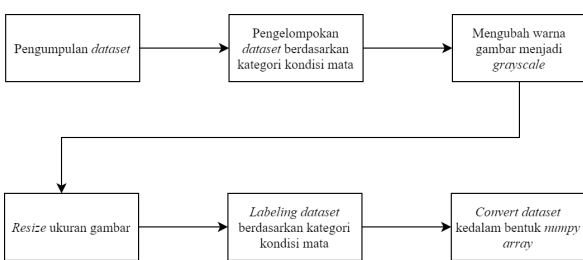 Pengumpulan dataset
Pengelompokan
dataset berdasarkan
kategori kondisi mata
Mengubah warna
gambar menjadi
grayscale
Resize ukuran gambar
Labeling dataset
berdasarkan kategori
kondisi mata
Convert dataset
kedalam bentuk numpy
array